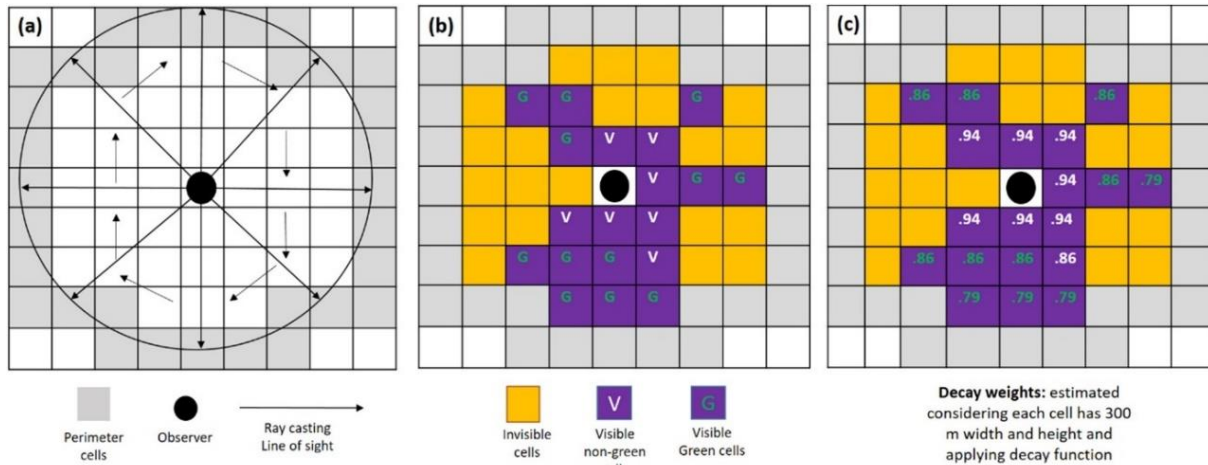 (a)
(b)
(c)
G G G
G V V
V G G
V V V
G G G V
G G G
.86 .86 .86
.94 .94 .94
.94 .86 .79
.94 .94 .94
.86 .86 .86 .86
.79 .79 .79
Perimeter
cells
Observer
Ray casting
Line of sight
Invisible
cells
V
Visible
non-green
G
Visible
Green cells
Decay weights: estimated
considering each cell has 300
m width and height and
applying decay function